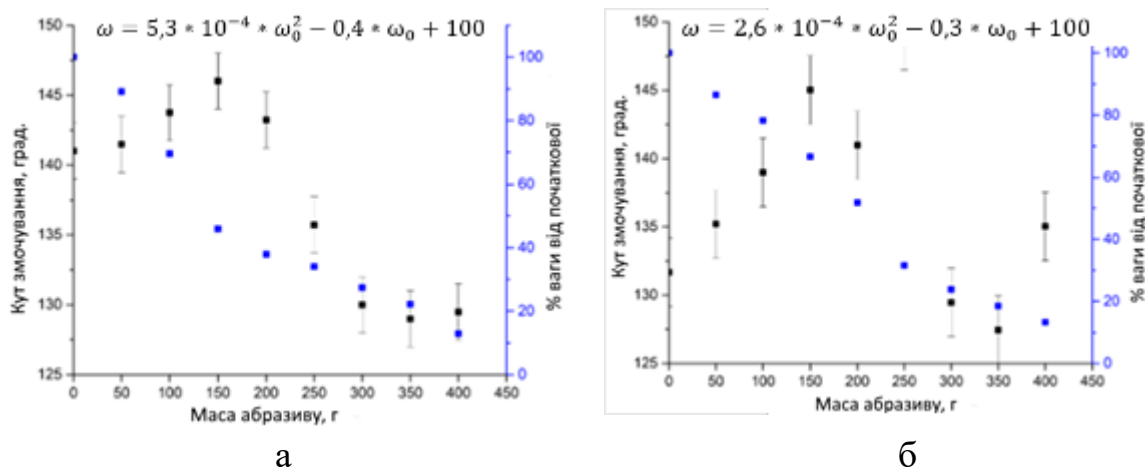 ω = 5,3 ∗ 10⁻⁴ ∗ ω₀² − 0,4 ∗ ω₀ + 100
150
145
140
135
130
125
Кут змочування, град.
100
80
60
40
20
0
% ваги від початкової
0 50 100 150 200 250 300 350 400 450
Маса абразиву, г
а
ω = 2,6 ∗ 10⁻⁴ ∗ ω₀² − 0,3 ∗ ω₀ + 100
150
145
140
135
130
125
Кут змочування, град.
100
80
60
40
20
0
% ваги від початкової
0 50 100 150 200 250 300 350 400 450
Маса абразиву, г
б